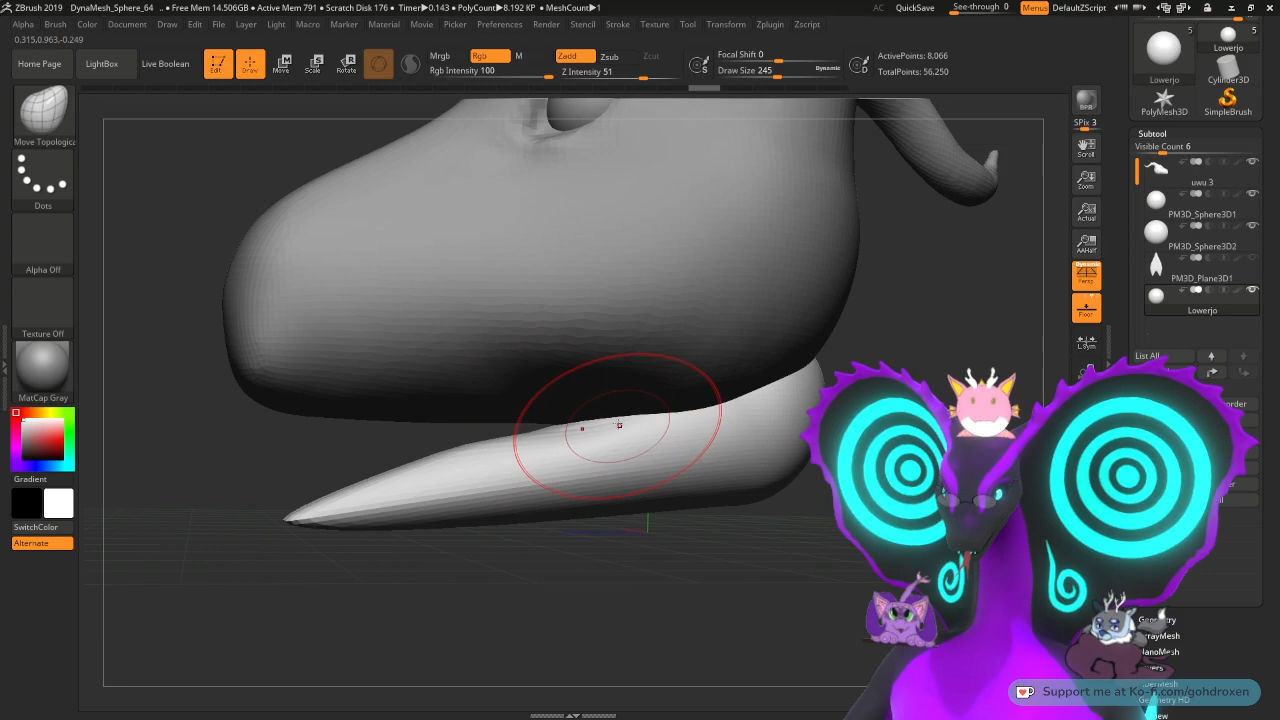 ZBrush 2019 DynaMesh_Sphere_64 .. • Free Mem 14.506GB • Active Mem 791 • Scratch Disk 176 • Timer▶0.143 • PolyCount▶8.192 KP • MeshCount▶1
AC QuickSave See-through 0 Menus DefaultZScript
Alpha Brush Color Document Draw Edit File Layer Light Macro Marker Material Movie Picker Preferences Render Stencil Stroke Texture Tool Transform Zplugin Zscript
0.315,0.963,-0.249
Home Page LightBox Live Boolean Edit Draw Move Scale Rotate
Mrgb Rgb M
Rgb Intensity 100
Zadd Zsub Zcut
Z Intensity 51
S
Focal Shift 0
Draw Size 245 Dynamic
D
ActivePoints: 8.066
TotalPoints: 56.250
Move Topologica
Dots
Alpha Off
Texture Off
MatCap Gray
Gradient
SwitchColor
Alternate
BPR
SPix 3
Scroll
Zoom
Actual
AAHalf
Dynamic
Persp
Floor
L.Sym
5
5
Lowerjo
Lowerjo
Cylinder3D
PolyMesh3D
SimpleBrush
Subtool
Visible Count 6
uwu 3
PM3D_Sphere3D1
PM3D_Sphere3D2
PM3D_Plane3D1
Lowerjo
List All
Geometry
Geometry HD
Support me at Ko-fi.com/gohdroxen